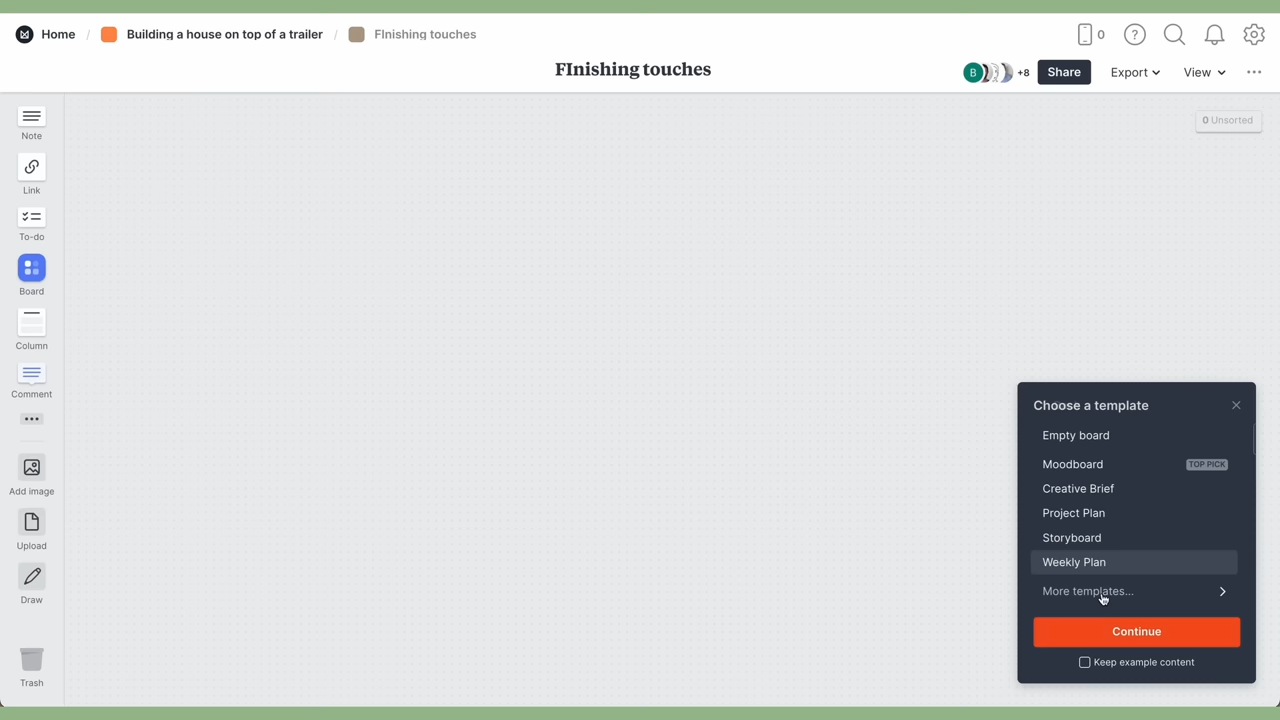 Home / Building a house on top of a trailer / FInishing touches
0
FInishing touches
B
+8
Share
Export
View
Note
Link
To-do
Board
Column
Comment
Add image
Upload
Draw
Trash
0 Unsorted
Choose a template
Empty board
Moodboard TOP PICK
Creative Brief
Project Plan
Storyboard
Weekly Plan
More templates...
Continue
Keep example content